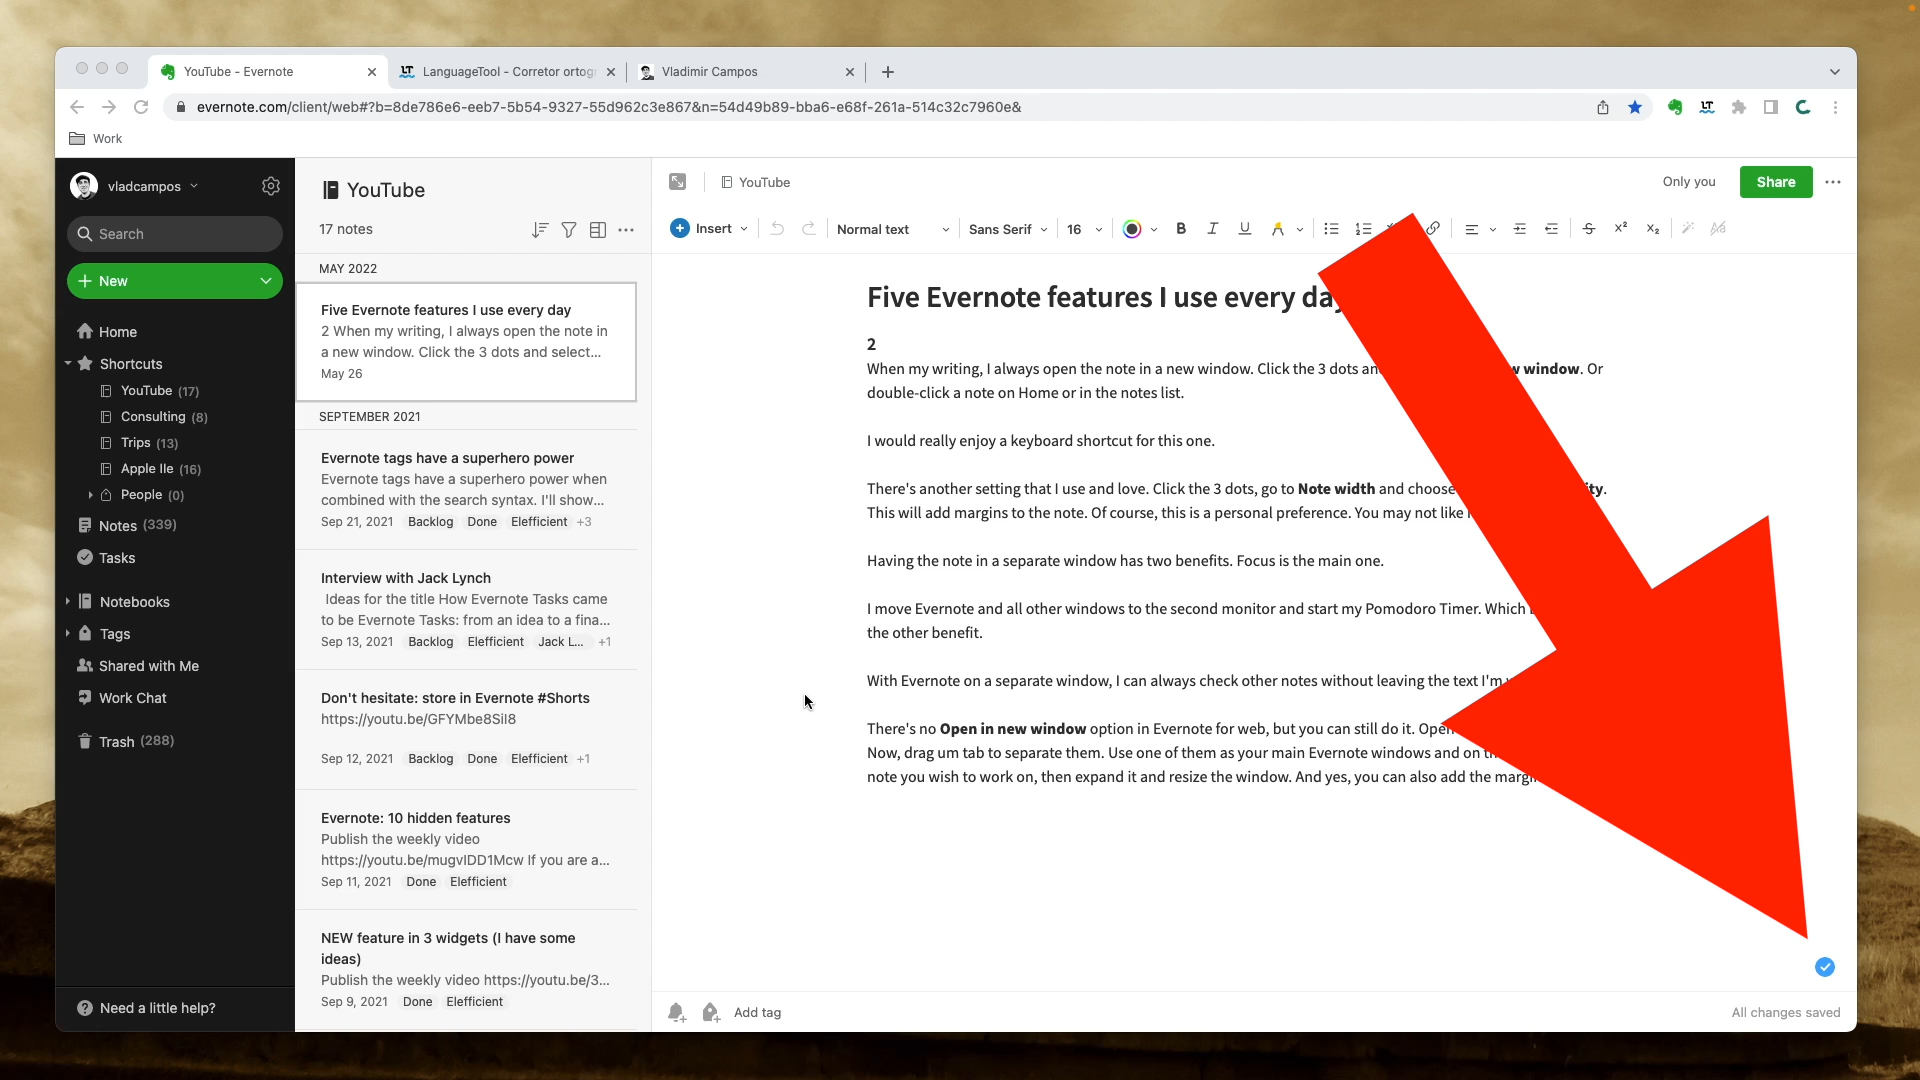 YouTube - Evernote
LanguageTool - Corretor ortog
Vladimir Campos
evernote.com/client/web#?b=8de786e6-eeb7-5b54-9327-55d962c3e867&n=54d49b89-bba6-e68f-261a-514c32c7960e&
Work
vladcampos
Search
New
Home
Shortcuts
YouTube (17)
Consulting (8)
Trips (13)
Apple IIe (16)
People (0)
Notes (339)
Tasks
Notebooks
Tags
Shared with Me
Work Chat
Trash (288)
Need a little help?
YouTube
17 notes
MAY 2022
Five Evernote features I use every day
2 When my writing, I always open the note in
a new window. Click the 3 dots and select...
May 26
SEPTEMBER 2021
Evernote tags have a superhero power
Evernote tags have a superhero power when
combined with the search syntax. I'll show...
Sep 21, 2021 Backlog Done Elefficient +3
Interview with Jack Lynch
Ideas for the title How Evernote Tasks came
to be Evernote Tasks: from an idea to a fina...
Sep 13, 2021 Backlog Elefficient Jack L... +1
Don't hesitate: store in Evernote #Shorts
https://youtu.be/GFYMbe8Sil8
Sep 12, 2021 Backlog Done Elefficient +1
Evernote: 10 hidden features
Publish the weekly video
https://youtu.be/mugvIDD1Mcw If you are a...
Sep 11, 2021 Done Elefficient
NEW feature in 3 widgets (I have some
ideas)
Publish the weekly video https://youtu.be/3...
Sep 9, 2021 Done Elefficient
YouTube
Only you
Share
Insert Normal text Sans Serif 16
Five Evernote features I use every day
2
When my writing, I always open the note in a new window. Click the 3 dots window. Or
double-click a note on Home or in the notes list.
I would really enjoy a keyboard shortcut for this one.
There's another setting that I use and love. Click the 3 dots, go to Note width and choose
This will add margins to the note. Of course, this is a personal preference. You may not like
Having the note in a separate window has two benefits. Focus is the main one.
I move Evernote and all other windows to the second monitor and start my Pomodoro Timer. Which
the other benefit.
With Evernote on a separate window, I can always check other notes without leaving the text I'm
There's no Open in new window option in Evernote for web, but you can still do it. Open
Now, drag um tab to separate them. Use one of them as your main Evernote windows and on
note you wish to work on, then expand it and resize the window. And yes, you can also add the
Add tag
All changes saved